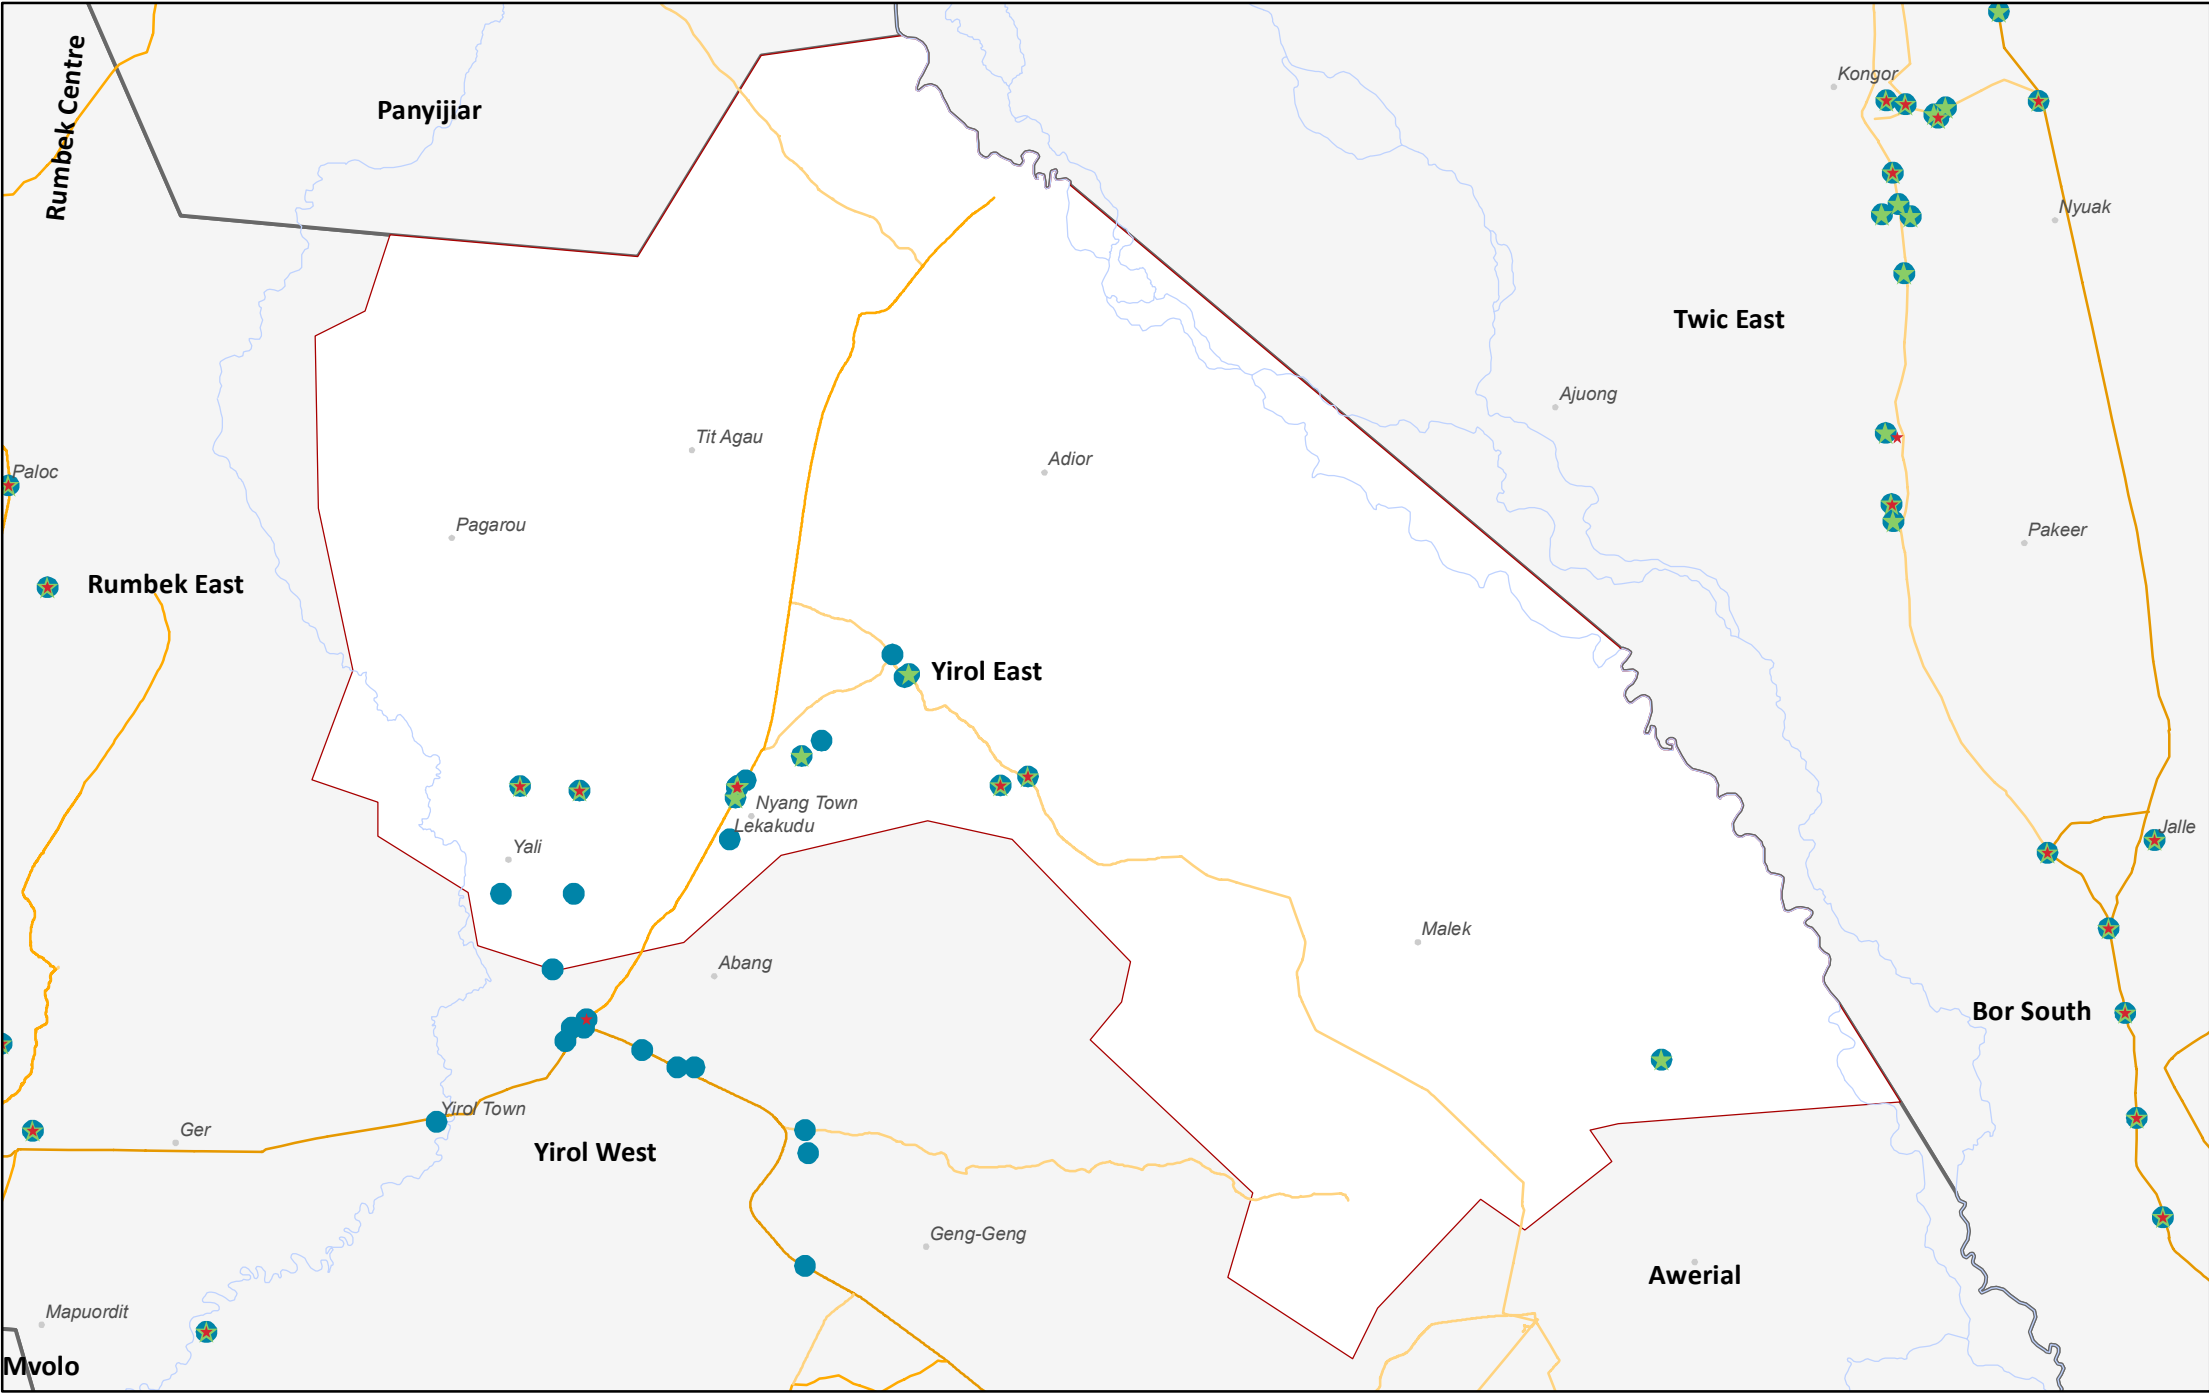 Rumbek Centre
Panyijiar
Kongor
Nyuak
Twic East
Ajuong
Tit Agau
Adior
Paloc
Pagarou
Pakeer
Rumbek East
Yirol East
Nyang Town
Lekakudu
Jalle
Yali
Malek
Abang
Bor South
Yirol Town
Ger
Yirol West
Geng-Geng
Awerial
Mapuordit
Mvolo